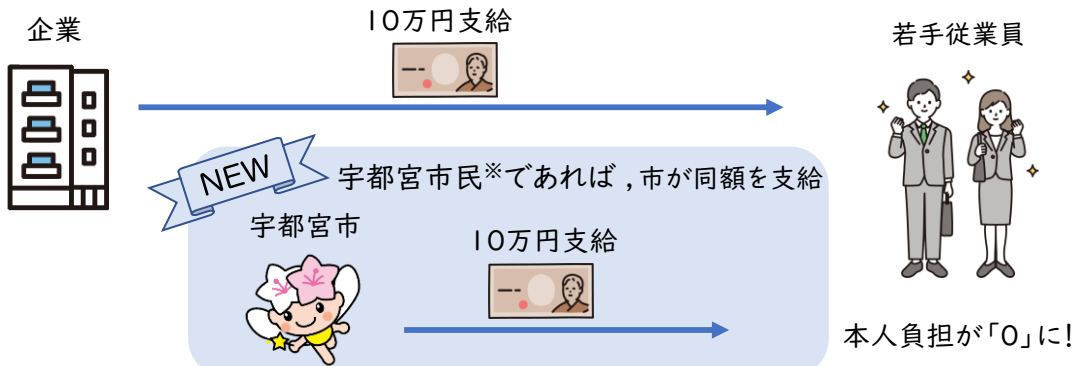 企業
10万円支給
若手従業員
NEW
宇都宮市民※であれば,市が同額を支給
宇都宮市
10万円支給
本人負担が「0」に!